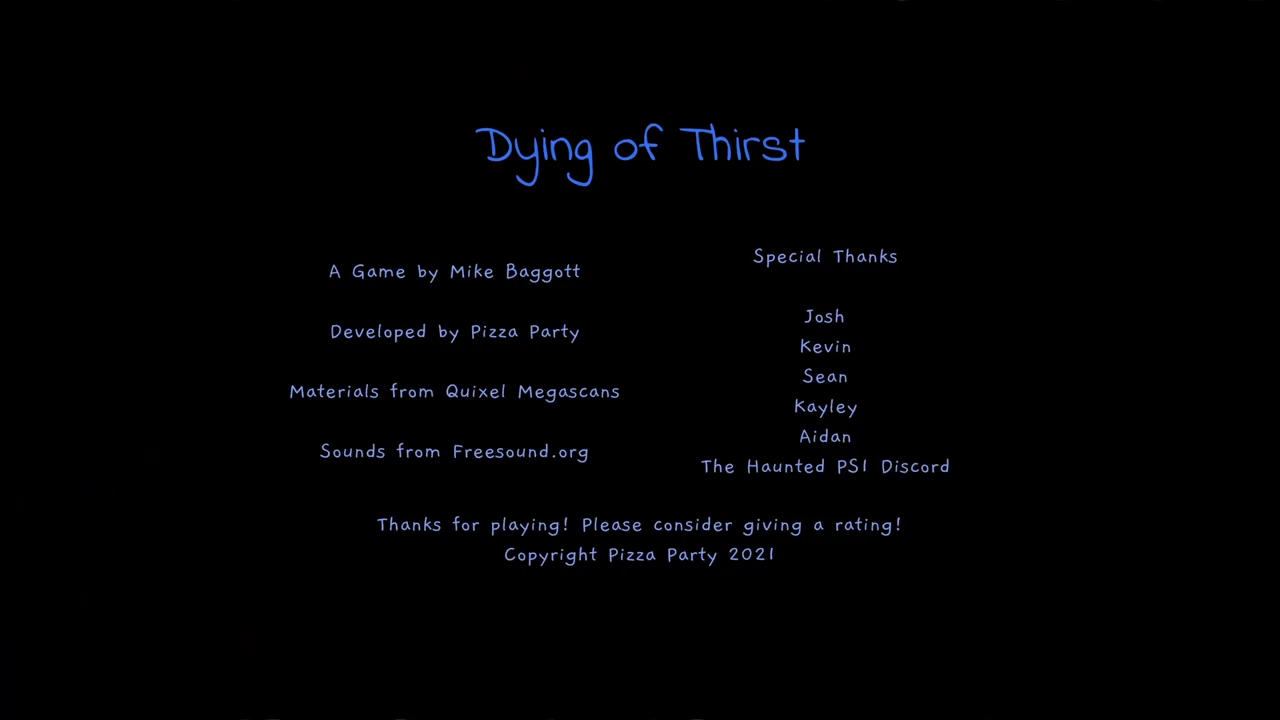 Dying of Thirst
A Game by Mike Baggott
Developed by Pizza Party
Materials from Quixel Megascans
Sounds from Freesound.org
Special Thanks
Josh
Kevin
Sean
Kayley
Aidan
The Haunted PS1 Discord
Thanks for playing! Please consider giving a rating!
Copyright Pizza Party 2021